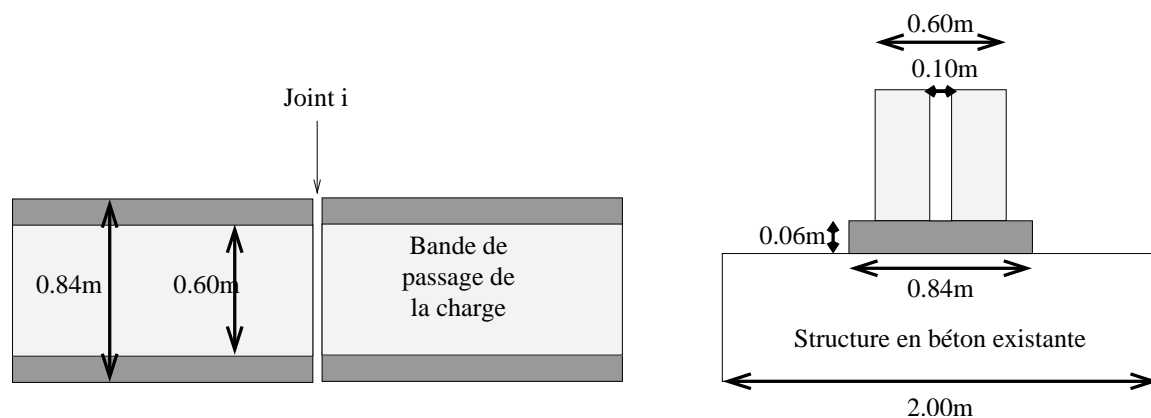 Joint i
0.84m
0.60m
Bande de
passage de
la charge
0.60m
0.10m
0.06m
0.84m
Structure en béton existante
2.00m